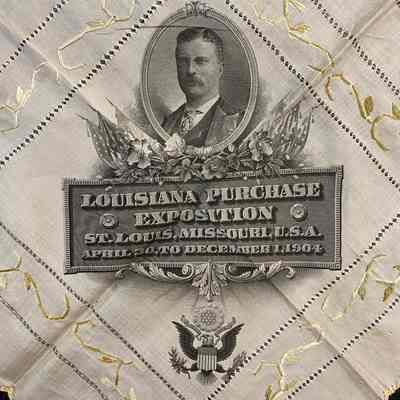 LOUISIANA PURCHASE
EXPOSITION
ST. LOUIS, MISSOURI, U.S.A.
APRIL 30, TO DECEMBER 1, 1904